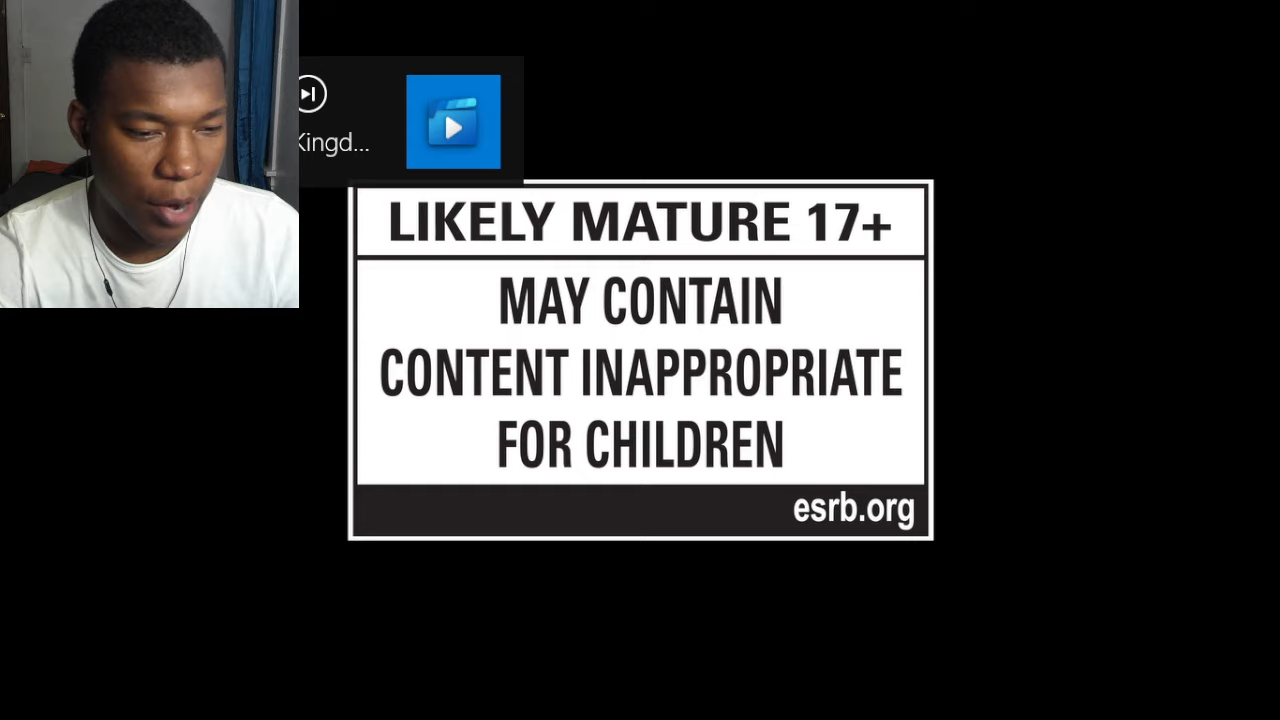 Kingd...
LIKELY MATURE 17+
MAY CONTAIN
CONTENT INAPPROPRIATE
FOR CHILDREN
esrb.org